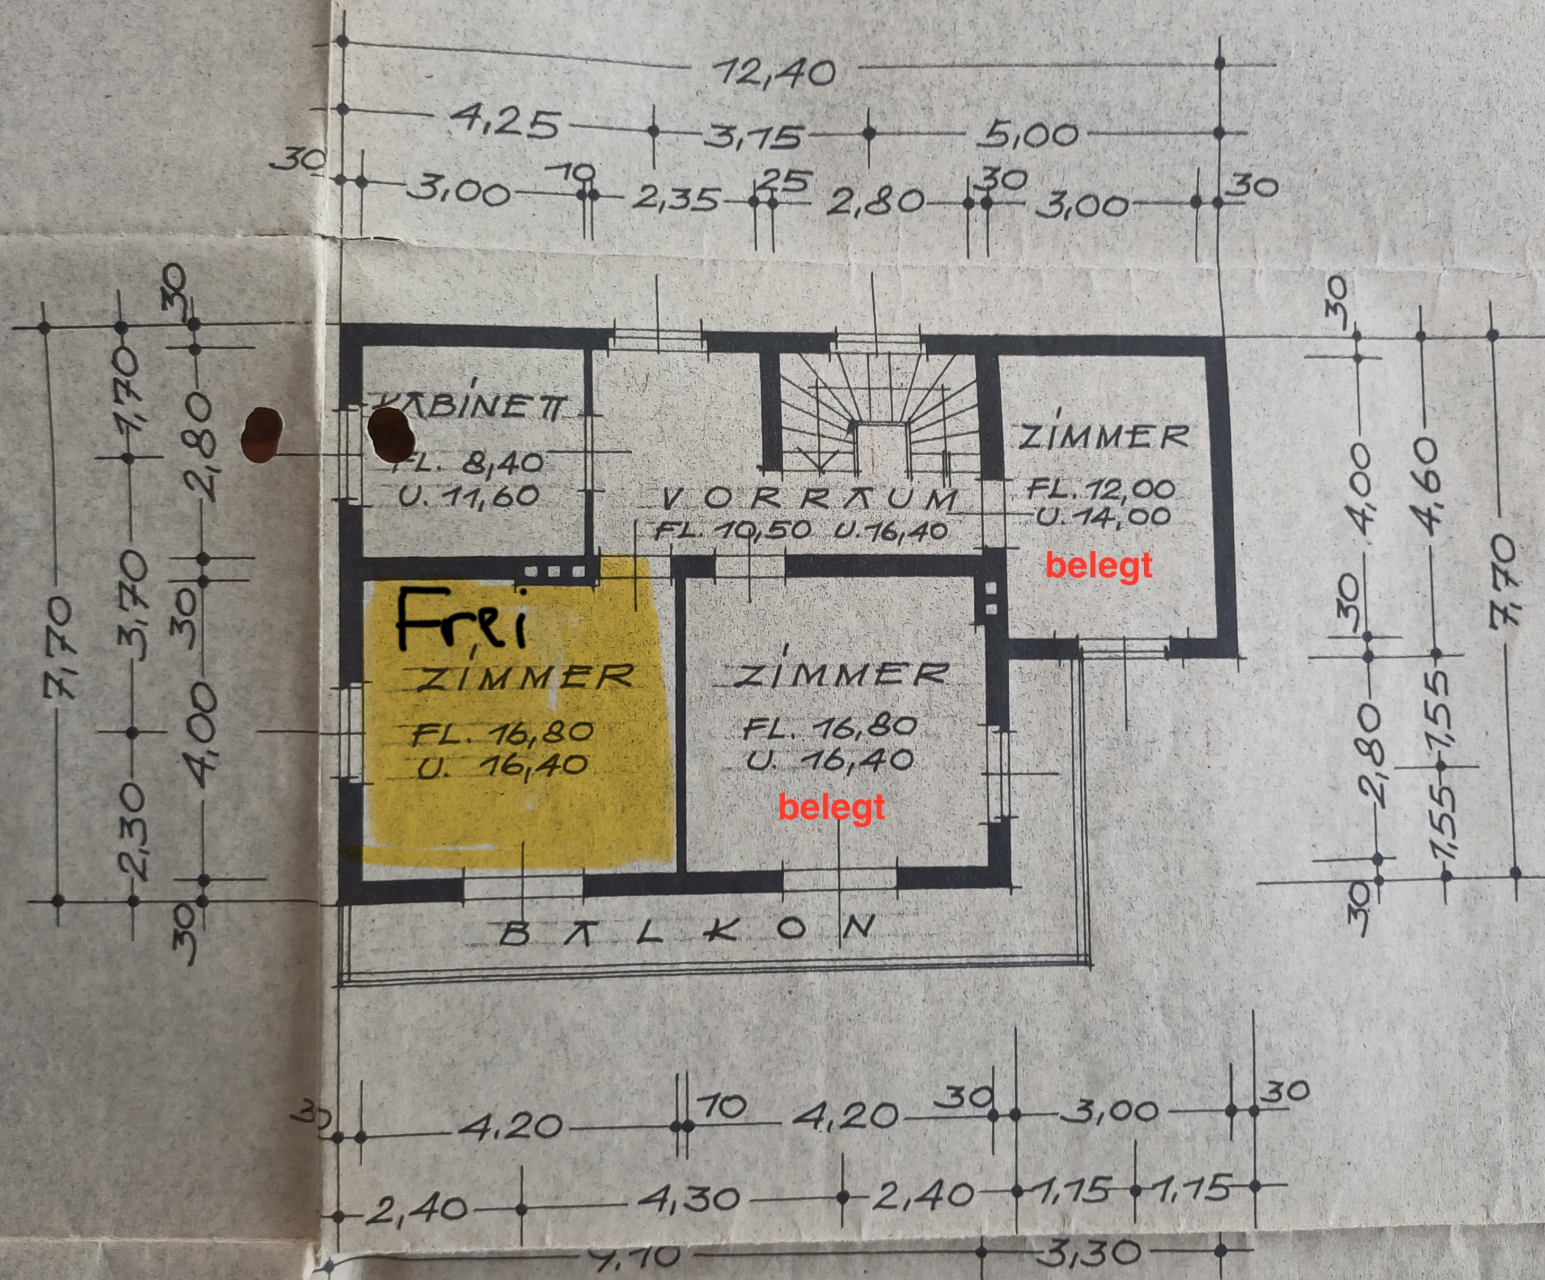 12,40
4,25 3,15 5,00
30 3,00 10 2,35 25 2,80 30 3,00 30
30
1,70
2,80
3,70
30
7,70
4,00
2,30
30
KABINETT
FL. 8,40
U. 11,60
VORRAUM
FL. 10,50 U. 16,40
ZIMMER
FL. 12,00
U. 14,00
belegt
Frei
ZIMMER
FL. 16,80
U. 16,40
ZIMMER
FL. 16,80
U. 16,40
belegt
BALKON
30
4,00
4,60
30
7,70
1,55
2,80
1,55
30
30 4,20 10 4,20 30 3,00 30
2,40 4,30 2,40 1,15 1,15
9,10 3,30